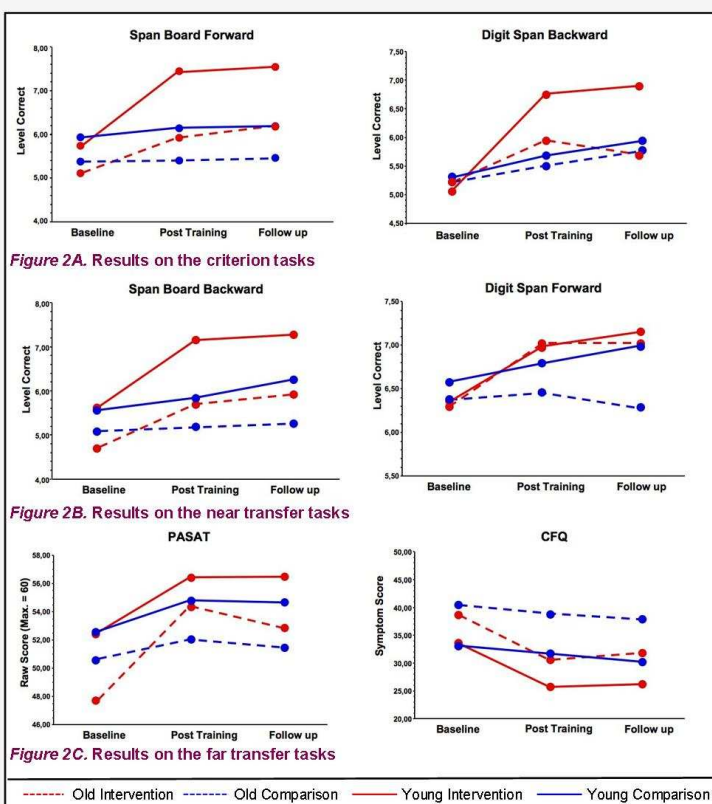 Span Board Forward
Digit Span Backward
8,00
7,00
6,00
5,00
4,00
Level Correct
Baseline
Post Training
Follow up
7,50
7,00
6,50
6,00
5,50
5,00
4,50
Level Correct
Baseline
Post Training
Follow up
Figure 2A. Results on the criterion tasks
Span Board Backward
Digit Span Forward
8,00
7,00
6,00
5,00
4,00
Level Correct
Baseline
Post Training
Follow up
7,50
7,00
6,50
6,00
5,50
Level Correct
Baseline
Post Training
Follow up
Figure 2B. Results on the near transfer tasks
PASAT
CFQ
58,00
56,00
54,00
52,00
50,00
48,00
46,00
Raw Score (Max. = 60)
Baseline
Post Training
Follow up
50,00
45,00
40,00
35,00
30,00
25,00
20,00
Symptom Score
Baseline
Post Training
Follow up
Figure 2C. Results on the far transfer tasks
Old Intervention Old Comparison Young Intervention Young Comparison